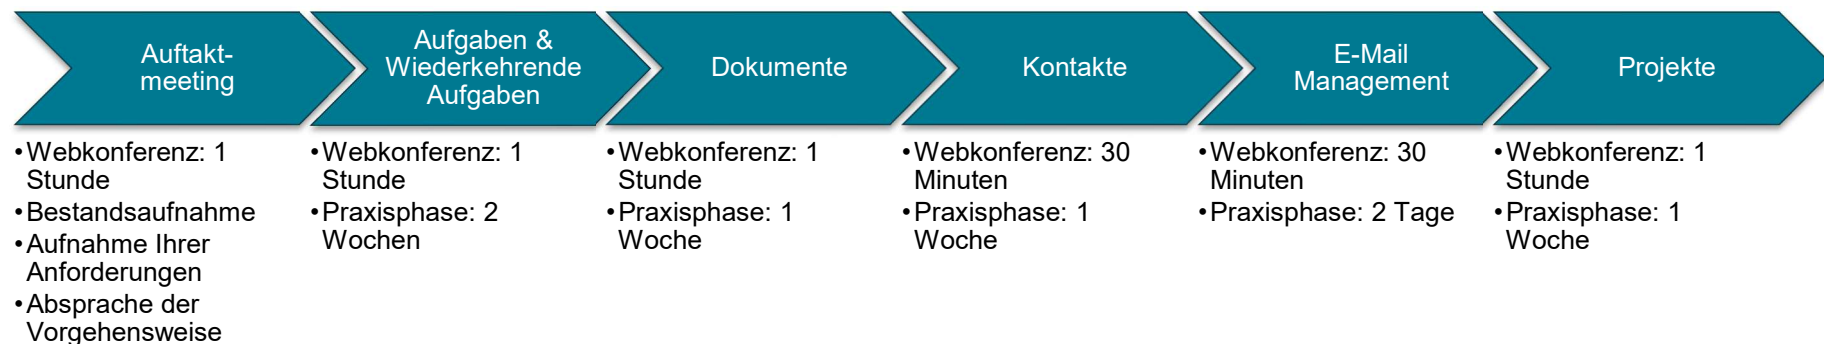 Auftakt-
meeting
•Webkonferenz: 1
Stunde
•Bestandsaufnahme
•Aufnahme Ihrer
Anforderungen
•Absprache der
Vorgehensweise
Aufgaben &
Wiederkehrende
Aufgaben
•Webkonferenz: 1
Stunde
•Praxisphase: 2
Wochen
Dokumente
•Webkonferenz: 1
Stunde
•Praxisphase: 1
Woche
Kontakte
•Webkonferenz: 30
Minuten
•Praxisphase: 1
Woche
E-Mail
Management
•Webkonferenz: 30
Minuten
•Praxisphase: 2 Tage
Projekte
•Webkonferenz: 1
Stunde
•Praxisphase: 1
Woche